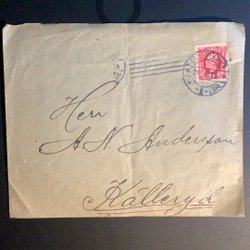 Herr
A. N. Andersson
Källeryd